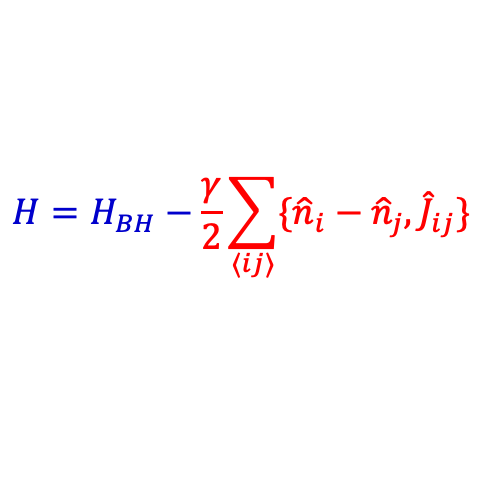 H = H_{BH} − \frac{γ}{2} \sum_{⟨ij⟩} \{\hat{n}_i − \hat{n}_j, \hat{J}_{ij}\}